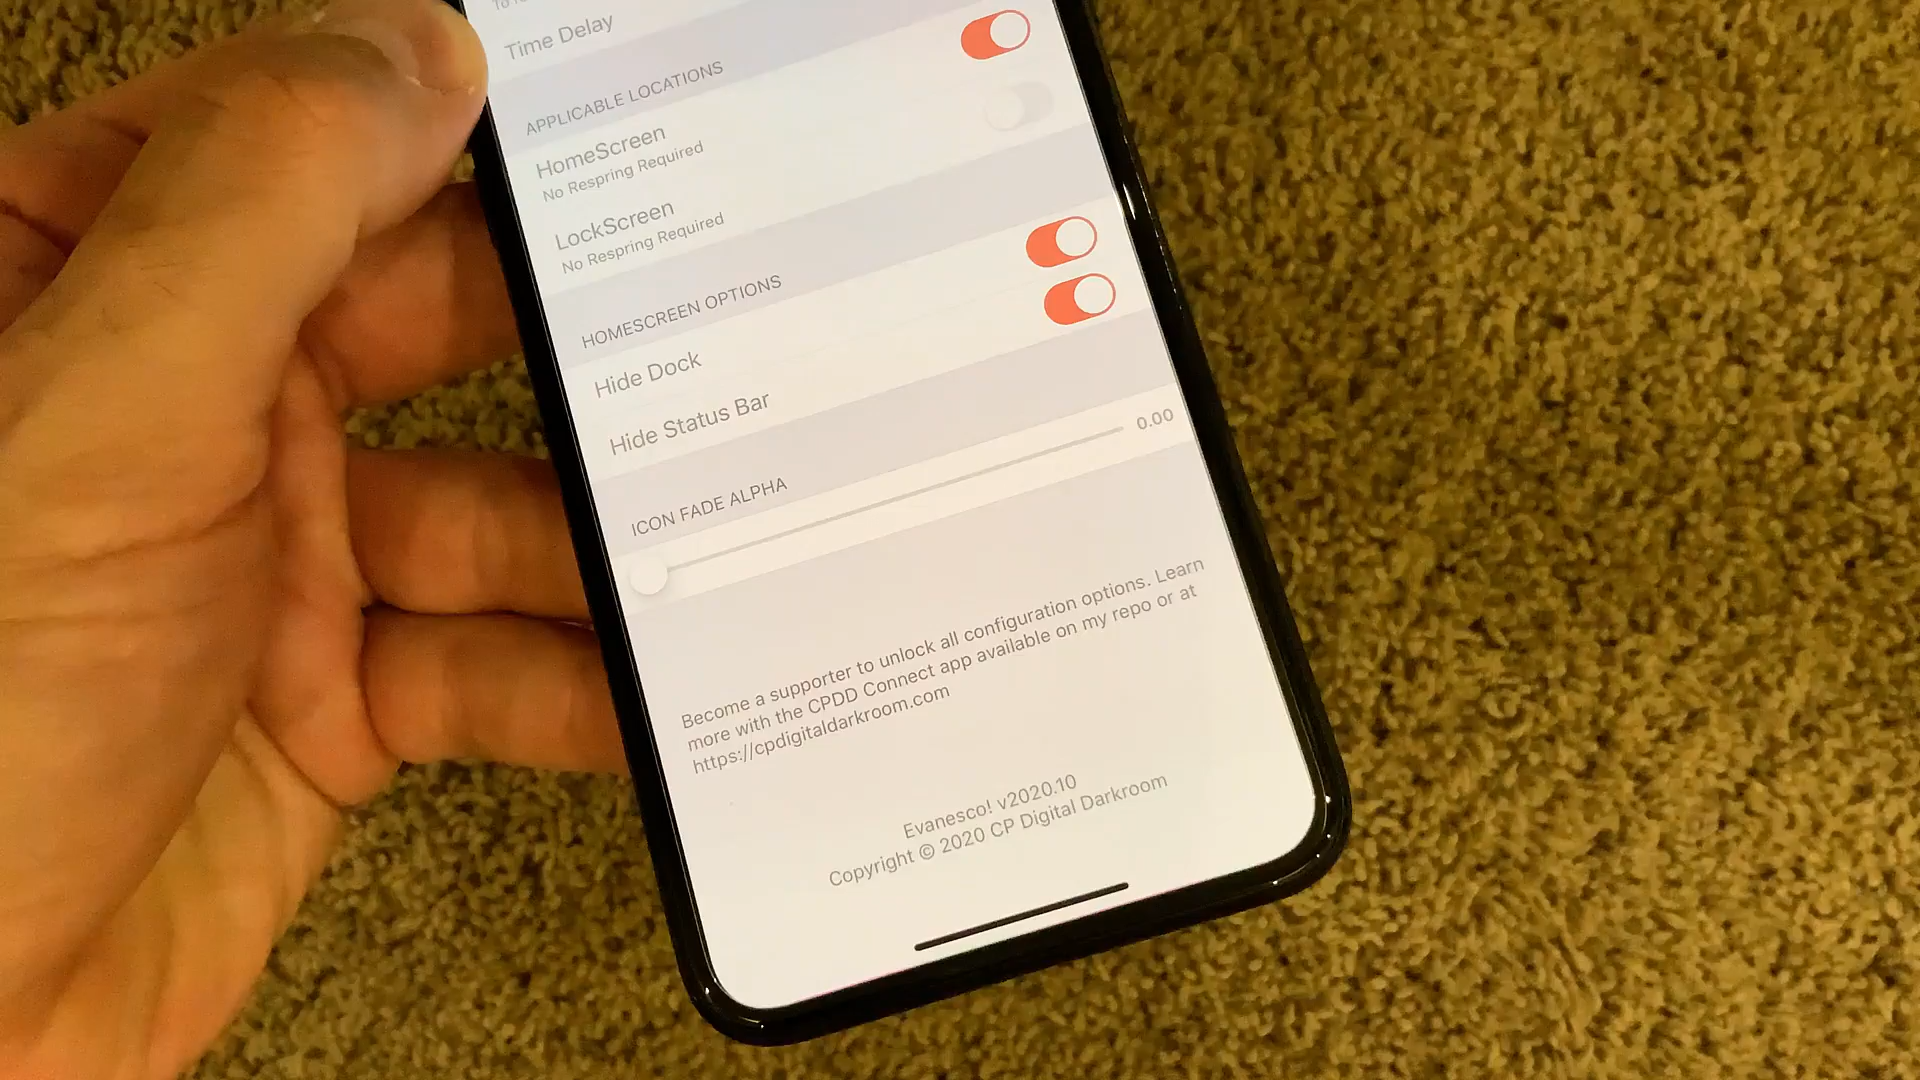 Time Delay
APPLICABLE LOCATIONS
HomeScreen
No Respring Required
LockScreen
No Respring Required
HOMESCREEN OPTIONS
Hide Dock
Hide Status Bar
ICON FADE ALPHA
0.00
Become a supporter to unlock all configuration options. Learn
more with the CPDD Connect app available on my repo or at
https://cpdigitaldarkroom.com
Evanesco! v2020.10
Copyright © 2020 CP Digital Darkroom